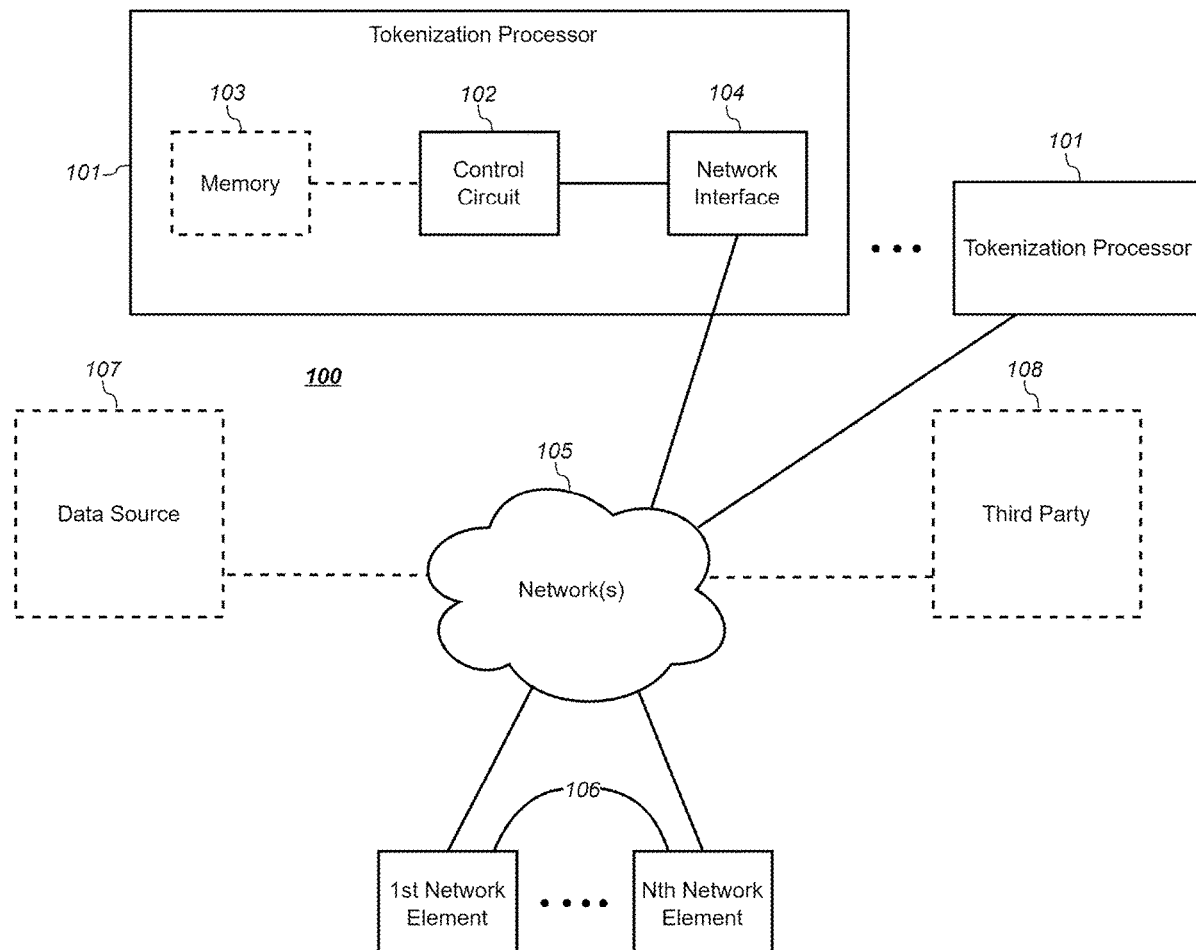 Tokenization Processor
103
102
104
101
Memory
Control
Circuit
Network
Interface
101
Tokenization Processor
107
100
108
Data Source
105
Third Party
Network(s)
106
1st Network
Element
Nth Network
Element